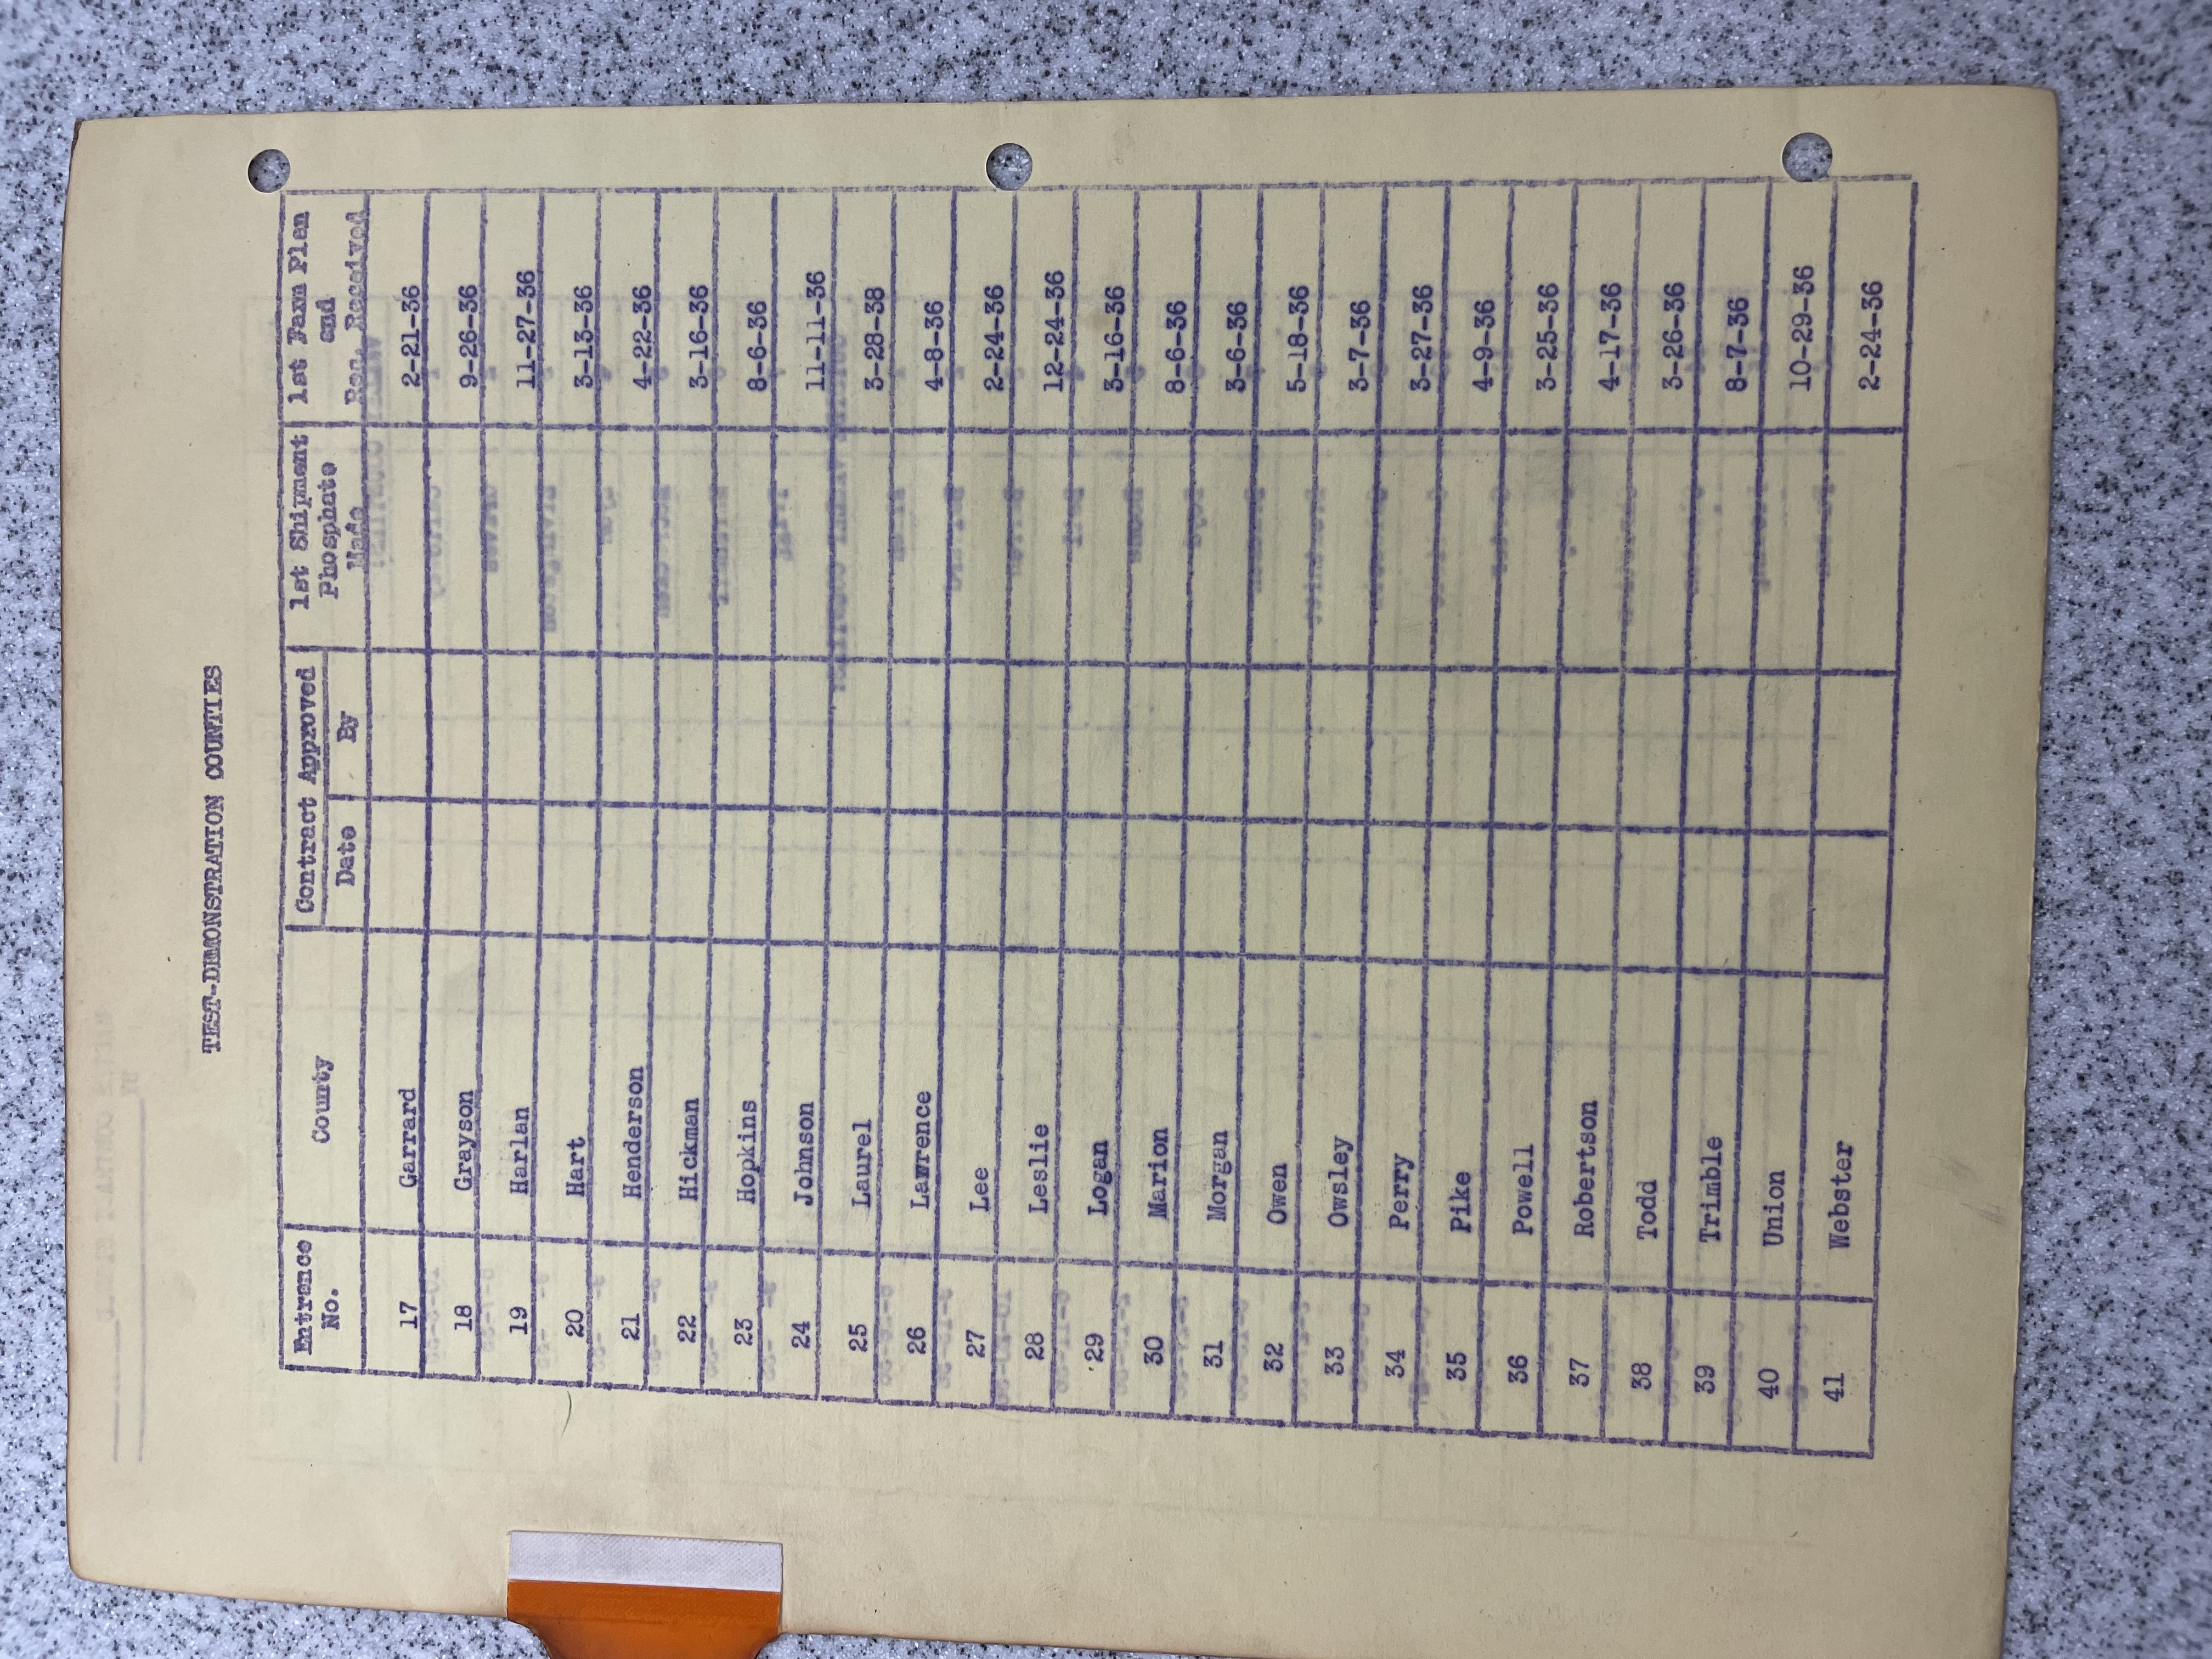 TEST-DEMONSTRATION COUNTIES
Entrance No. County Contract Approved Date By 1st Shipment Phosphate Made 1st Farm Plan and Req. Received
17 Garrard 2-21-36
18 Grayson 9-26-36
19 Harlan 11-27-36
20 Hart 3-13-36
21 Henderson 4-22-36
22 Hickman 3-16-36
23 Hopkins 8-6-36
24 Johnson 11-11-36
25 Laurel 3-28-38
26 Lawrence 4-8-36
27 Lee 2-24-36
28 Leslie 12-24-36
29 Logan 3-16-36
30 Marion 8-6-36
31 Morgan 3-6-36
32 Owen 5-18-36
33 Owsley 3-7-36
34 Perry 3-27-36
35 Pike 4-9-36
36 Powell 3-25-36
37 Robertson 4-17-36
38 Todd 3-26-36
39 Trimble 8-7-36
40 Union 10-29-36
41 Webster 2-24-36